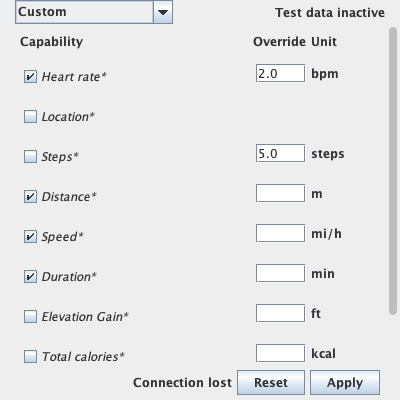 Custom Test data inactive
Capability Override Unit
Heart rate* 2.0 bpm
Location*
Steps* 5.0 steps
Distance* m
Speed* mi/h
Duration* min
Elevation Gain* ft
Total calories* kcal
Connection lost Reset Apply